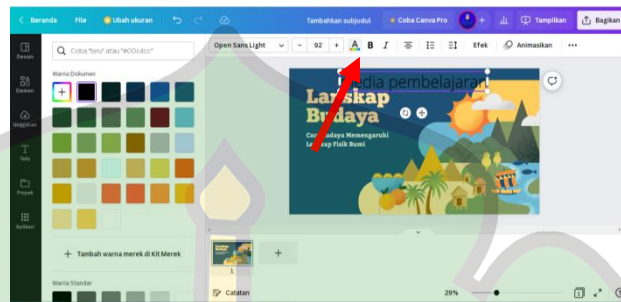 Beranda File Ubah ukuran Tambahkan subjudul Coba Canva Pro + Tampilkan Bagikan
Desain
Elemen
Unggahan
Teks
Proyek
Aplikasi
Coba "biru" atau "#00c4cc"
Warna Dokumen
+ Tambah warna merek di Kit Merek
Warna Standar
Open Sans Light - 92 + A B I Efek Animasikan
media pembelajaran
Lanskap
Budaya
Cara Budaya Memengaruhi
Lanskap Fisik Bumi
1
Catatan 29% 1